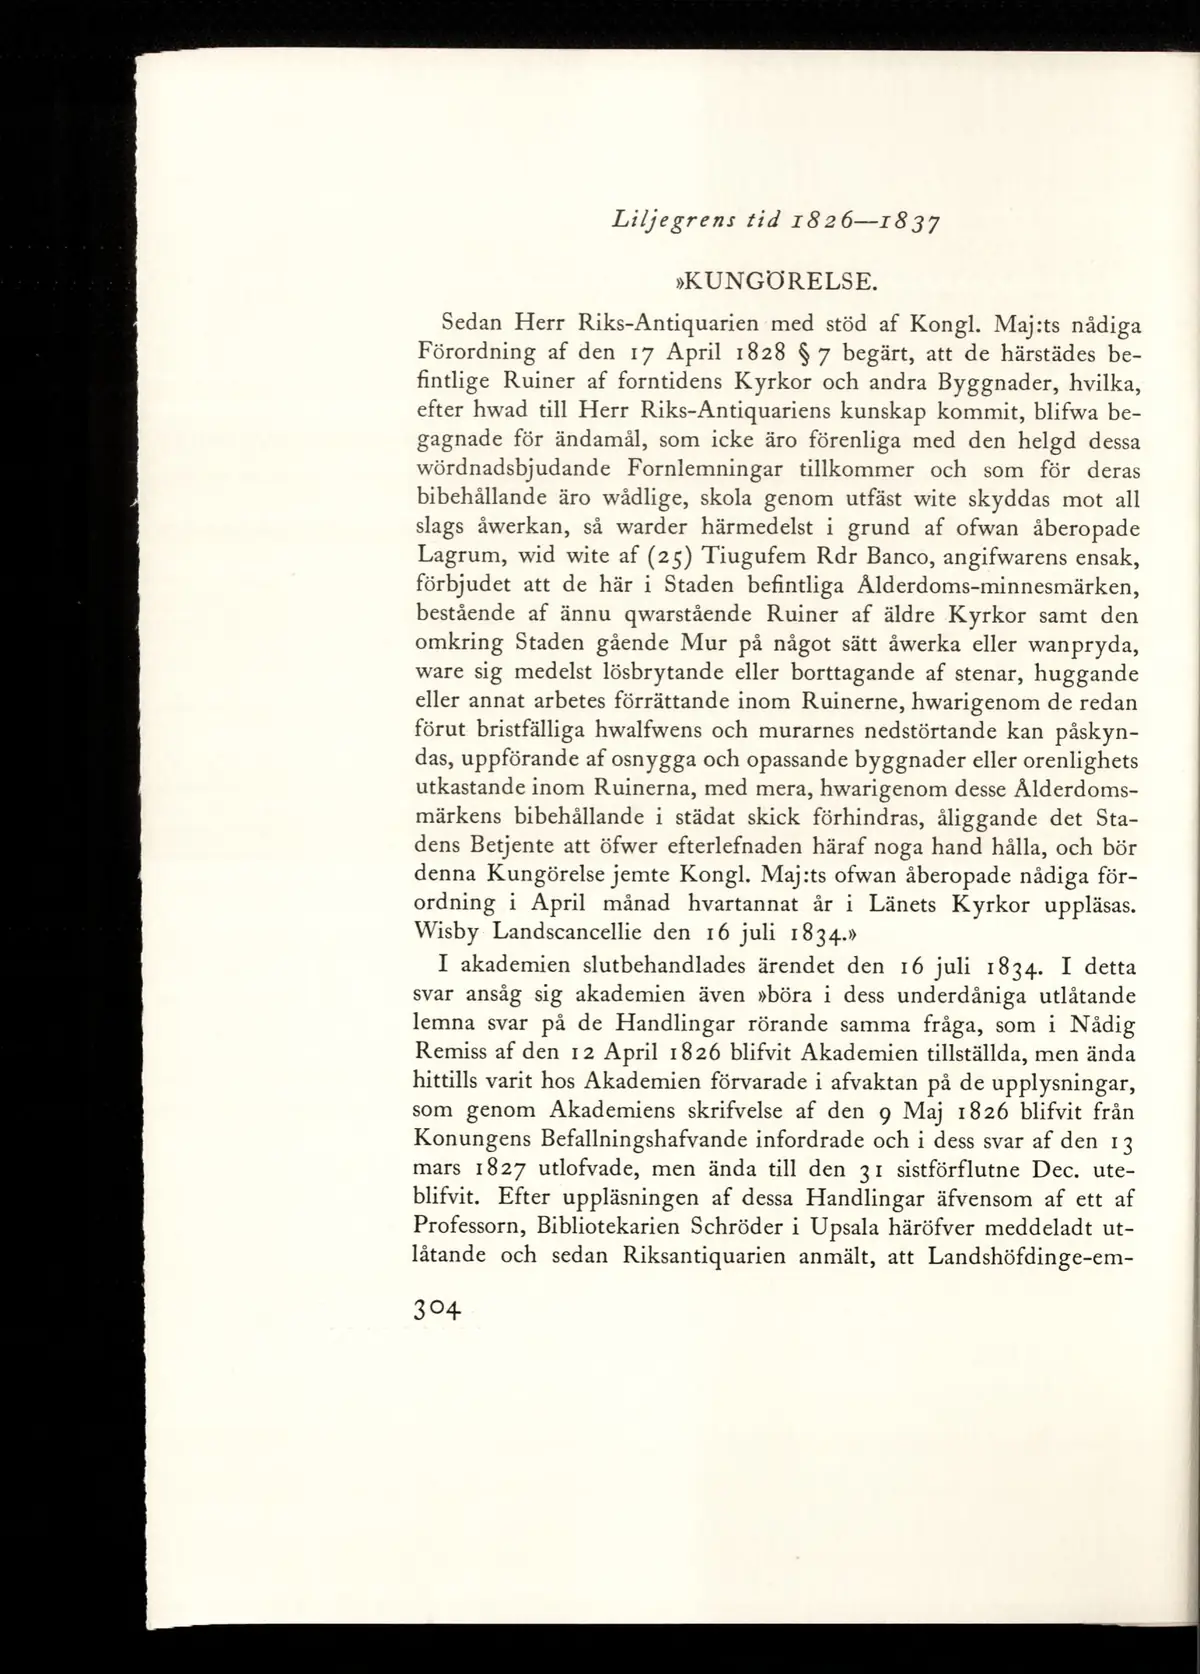 Liljegrens tid 1826—1837
»KUNGÖRELSE.
Sedan Herr Riks-Antiquarien med stöd af Kongl. Maj:ts nådiga
Förordning af den 17 April 1828 § 7 begärt, att de härstädes be-
fintlige Ruiner af forntidens Kyrkor och andra Byggnader, hvilka,
efter hwad till Herr Riks-Antiquariens kunskap kommit, blifwa be-
gagnade för ändamål, som icke äro förenliga med den helgd dessa
wördnadsbjudande Fornlemningar tillkommer och som för deras
bibehållande äro wådlige, skola genom utfäst wite skyddas mot all
slags åwerkan, så warder härmedelst i grund af ofwan åberopade
Lagrum, wid wite af (25) Tiugufem Rdr Banco, angifwarens ensak,
förbjudet att de här i Staden befintliga Ålderdoms-minnesmärken,
bestående af ännu qwarstående Ruiner af äldre Kyrkor samt den
omkring Staden gående Mur på något sätt åwerka eller wanpryda,
ware sig medelst lösbrytande eller borttagande af stenar, huggande
eller annat arbetes förrättande inom Ruinerne, hwarigenom de redan
förut bristfälliga hwalfwens och murarnes nedstörtande kan påskyn-
das, uppförande af osnygga och opassande byggnader eller orenlighets
utkastande inom Ruinerna, med mera, hwarigenom desse Ålderdoms-
märkens bibehållande i städat skick förhindras, åliggande det Sta-
dens Betjente att öfwer efterlefnaden häraf noga hand hålla, och bör
denna Kungörelse jemte Kongl. Maj:ts ofwan åberopade nådiga för-
ordning i April månad hvartannat år i Länets Kyrkor uppläsas.
Wisby Landscancellie den 16 juli 1834.»
I akademien slutbehandlades ärendet den 16 juli 1834. I detta
svar ansåg sig akademien även »böra i dess underdåniga utlåtande
lemna svar på de Handlingar rörande samma fråga, som i Nådig
Remiss af den 12 April 1826 blifvit Akademien tillställda, men ända
hittills varit hos Akademien förvarade i afvaktan på de upplysningar,
som genom Akademiens skrifvelse af den 9 Maj 1826 blifvit från
Konungens Befallningshafvande infordrade och i dess svar af den 13
mars 1827 utlofvade, men ända till den 31 sistförflutne Dec. ute-
blifvit. Efter uppläsningen af dessa Handlingar äfvensom af ett af
Professorn, Bibliotekarien Schröder i Upsala häröfver meddeladt ut-
låtande och sedan Riksantiquarien anmält, att Landshöfdinge-em-
304